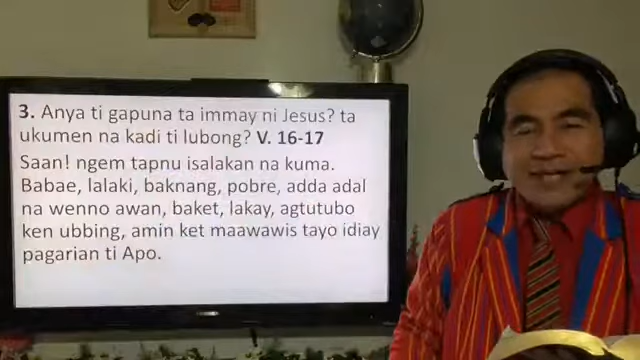 3. Anya ti gapuna ta immay ni Jesus? ta
ukumen na kadi ti lubong? V. 16-17
Saan! ngem tapnu isalakan na kuma.
Babae, lalaki, baknang, pobre, adda adal
na wenno awan, baket, lakay, agtutubo
ken ubbing, amin ket maawawis tayo idiay
pagarian ti Apo.